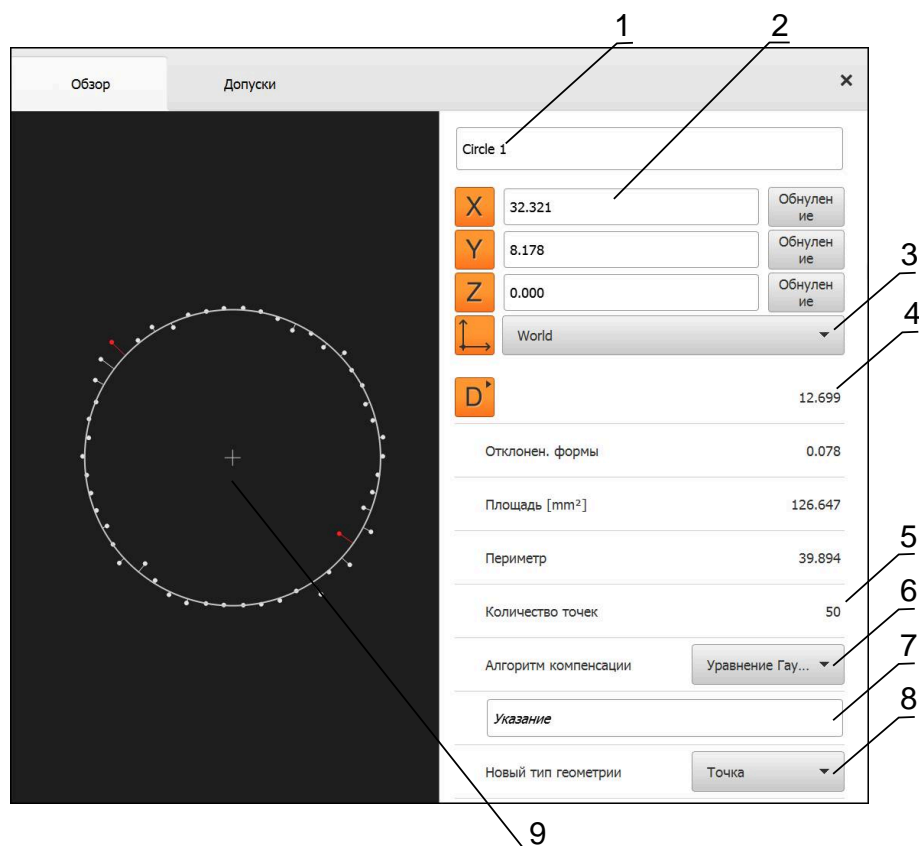 1
2
Обзор
Допуски
×
Circle 1
X
32.321
Обнулен
ие
Y
8.178
Обнулен
ие
3
Z
0.000
Обнулен
ие
World
4
D
12.699
Отклонен. формы
0.078
Площадь [mm²]
126.647
5
Периметр
39.894
6
Количество точек
50
7
Алгоритм компенсации
Уравнение Гау...
8
Указание
Новый тип геометрии
Точка
9